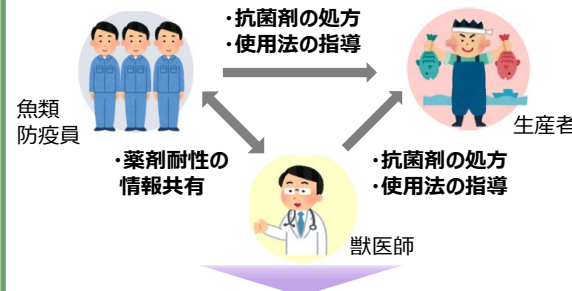 ・抗菌剤の処方
・使用法の指導
魚類
防疫員
生産者
・薬剤耐性の
情報共有
・抗菌剤の処方
・使用法の指導
獣医師